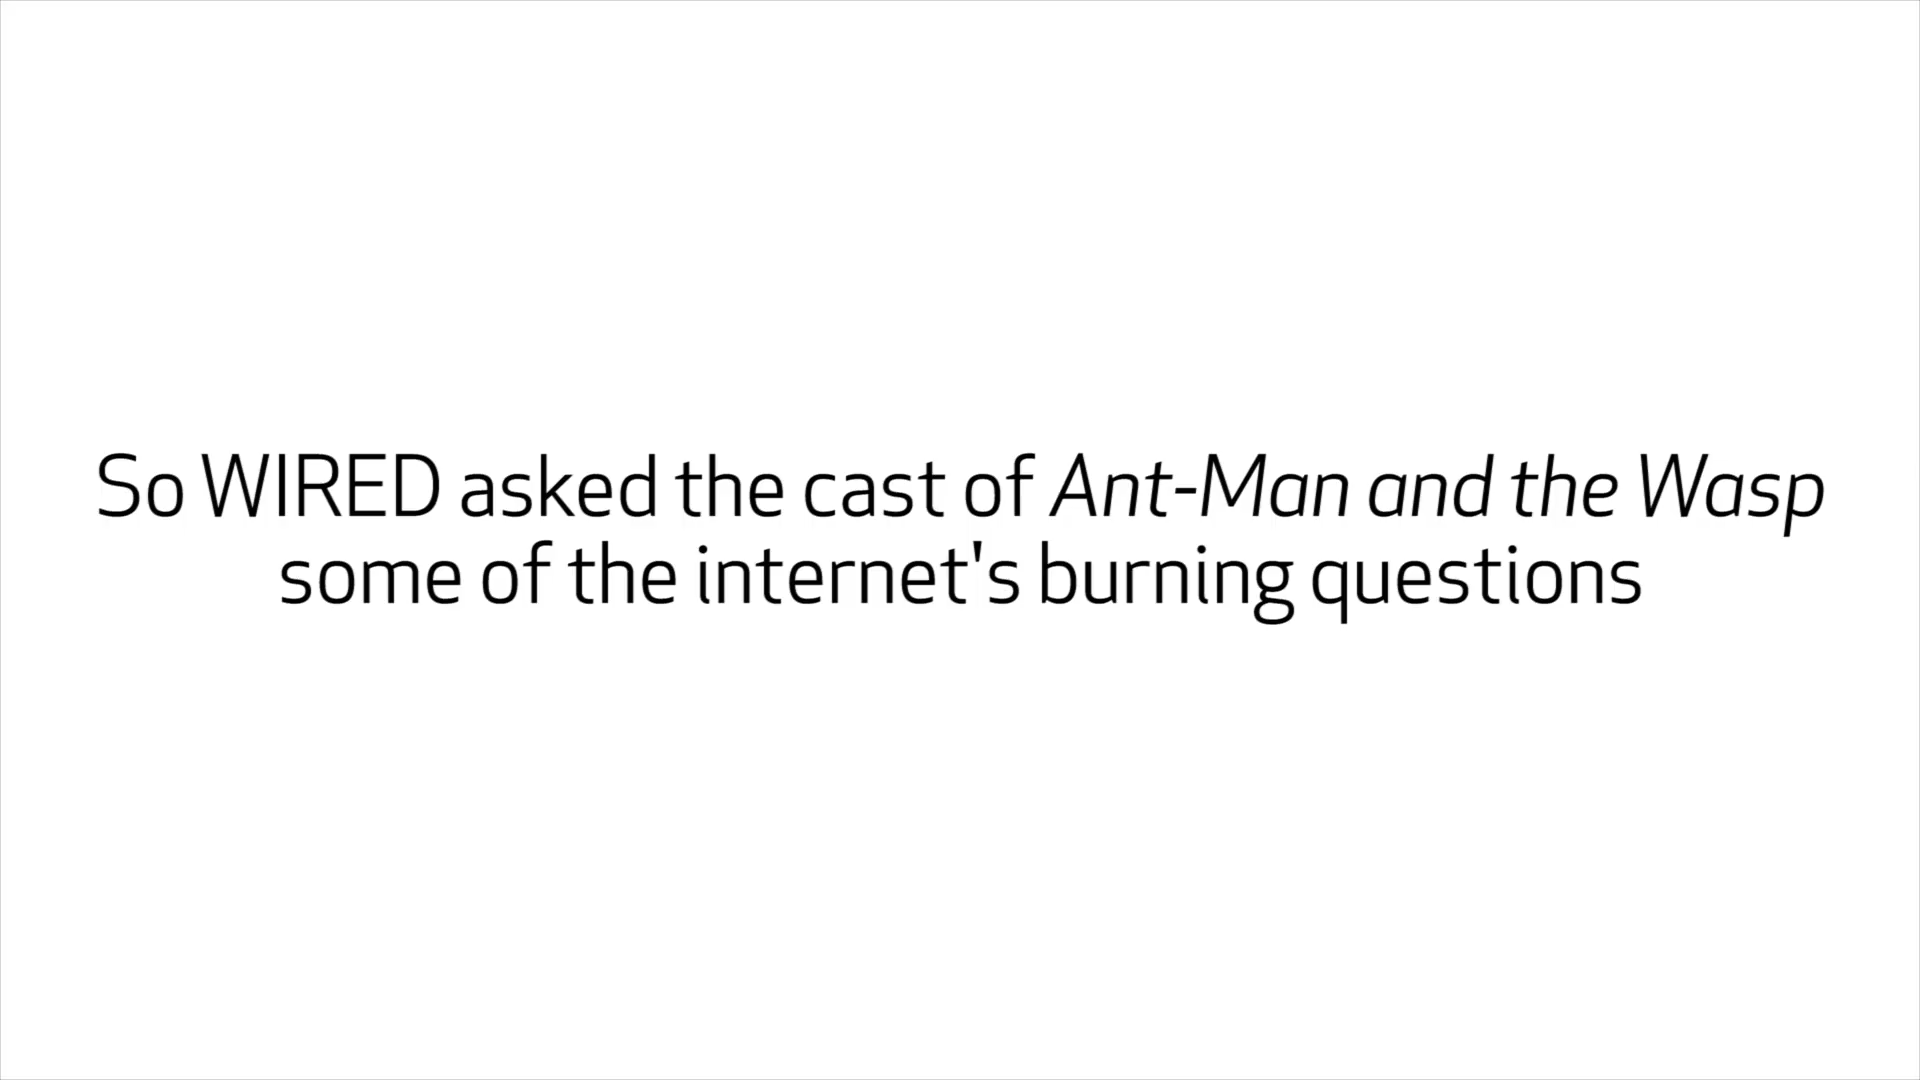 So WIRED asked the cast of Ant-Man and the Wasp
some of the internet's burning questions